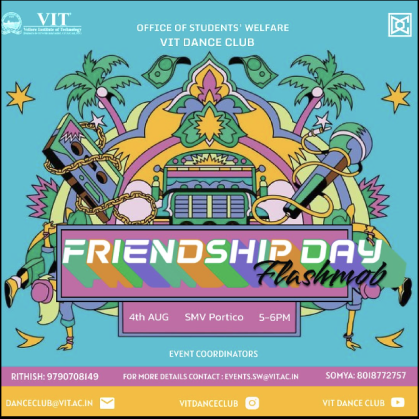 VIT
Vellore Institute of Technology
OFFICE OF STUDENTS' WELFARE
VIT DANCE CLUB
FRIENDSHIP DAY
Flashmob
4th AUG SMV Portico 5-6PM
EVENT COORDINATORS
RITHISH: 9790708149 FOR MORE DETAILS CONTACT : EVENTS.SW@VIT.AC.IN SOMYA: 8018772757
DANCECLUB@VIT.AC.IN VITDANCECLUB VIT DANCE CLUB